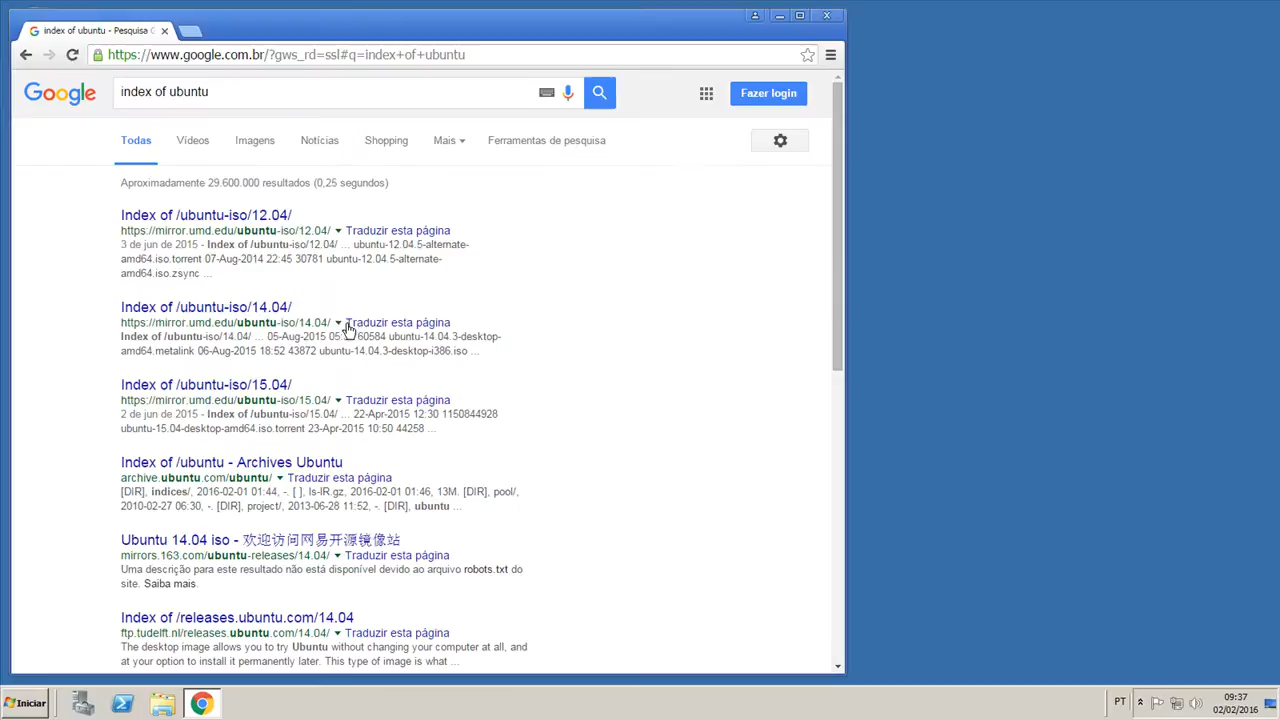 index of ubuntu - Pesquisa G
https://www.google.com.br/?gws_rd=ssl#q=index+of+ubuntu
Google
index of ubuntu
Fazer login
Todas
Vídeos
Imagens
Notícias
Shopping
Mais
Ferramentas de pesquisa
Aproximadamente 29.600.000 resultados (0,25 segundos)
Index of /ubuntu-iso/12.04/
https://mirror.umd.edu/ubuntu-iso/12.04/ Traduzir esta página
3 de jun de 2015 - Index of /ubuntu-iso/12.04/ ... ubuntu-12.04.5-alternate-
amd64.iso.torrent 07-Aug-2014 22:45 30781 ubuntu-12.04.5-alternate-
amd64.iso.zsync ...
Index of /ubuntu-iso/14.04/
https://mirror.umd.edu/ubuntu-iso/14.04/ Traduzir esta página
Index of /ubuntu-iso/14.04/ ... 05-Aug-2015 60584 ubuntu-14.04.3-desktop-
amd64.metalink 06-Aug-2015 18:52 43872 ubuntu-14.04.3-desktop-i386.iso ...
Index of /ubuntu-iso/15.04/
https://mirror.umd.edu/ubuntu-iso/15.04/ Traduzir esta página
2 de jun de 2015 - Index of /ubuntu-iso/15.04/ ... 22-Apr-2015 12:30 1150844928
ubuntu-15.04-desktop-amd64.iso.torrent 23-Apr-2015 10:50 44258 ...
Index of /ubuntu - Archives Ubuntu
archive.ubuntu.com/ubuntu/ Traduzir esta página
[DIR], indices/, 2016-02-01 01:44, -. [ ], ls-lR.gz, 2016-02-01 01:46, 13M. [DIR], pool/,
2010-02-27 06:30, -. [DIR], project/, 2013-06-28 11:52, -. [DIR], ubuntu ...
Ubuntu 14.04 iso - 欢迎访问网易开源镜像站
mirrors.163.com/ubuntu-releases/14.04/ Traduzir esta página
Uma descrição para este resultado não está disponível devido ao arquivo robots.txt do
site. Saiba mais.
Index of /releases.ubuntu.com/14.04
ftp.tudelft.nl/releases.ubuntu.com/14.04/ Traduzir esta página
The desktop image allows you to try Ubuntu without changing your computer at all, and
at your option to install it permanently later. This type of image is what ...
Iniciar
PT
09:37
02/02/2016